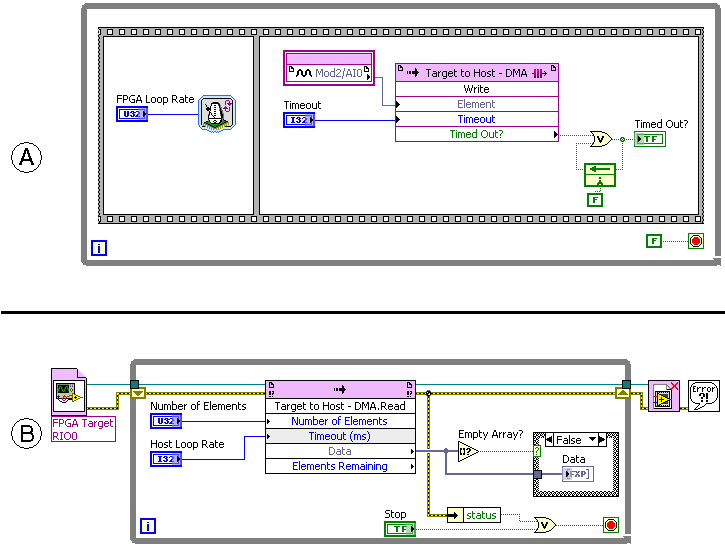 A
FPGA Loop Rate
U32
Mod2/AI0
Timeout
I32
Target to Host - DMA
Write
Element
Timeout
Timed Out?
V
Timed Out?
TF
F
i
F
B
FPGA Target
RIO0
Number of Elements
U32
Host Loop Rate
I32
Target to Host - DMA.Read
Number of Elements
Timeout (ms)
Data
Elements Remaining
Empty Array?
False
?
Data
FXP
Error
?!
status
Stop
TF
V
i